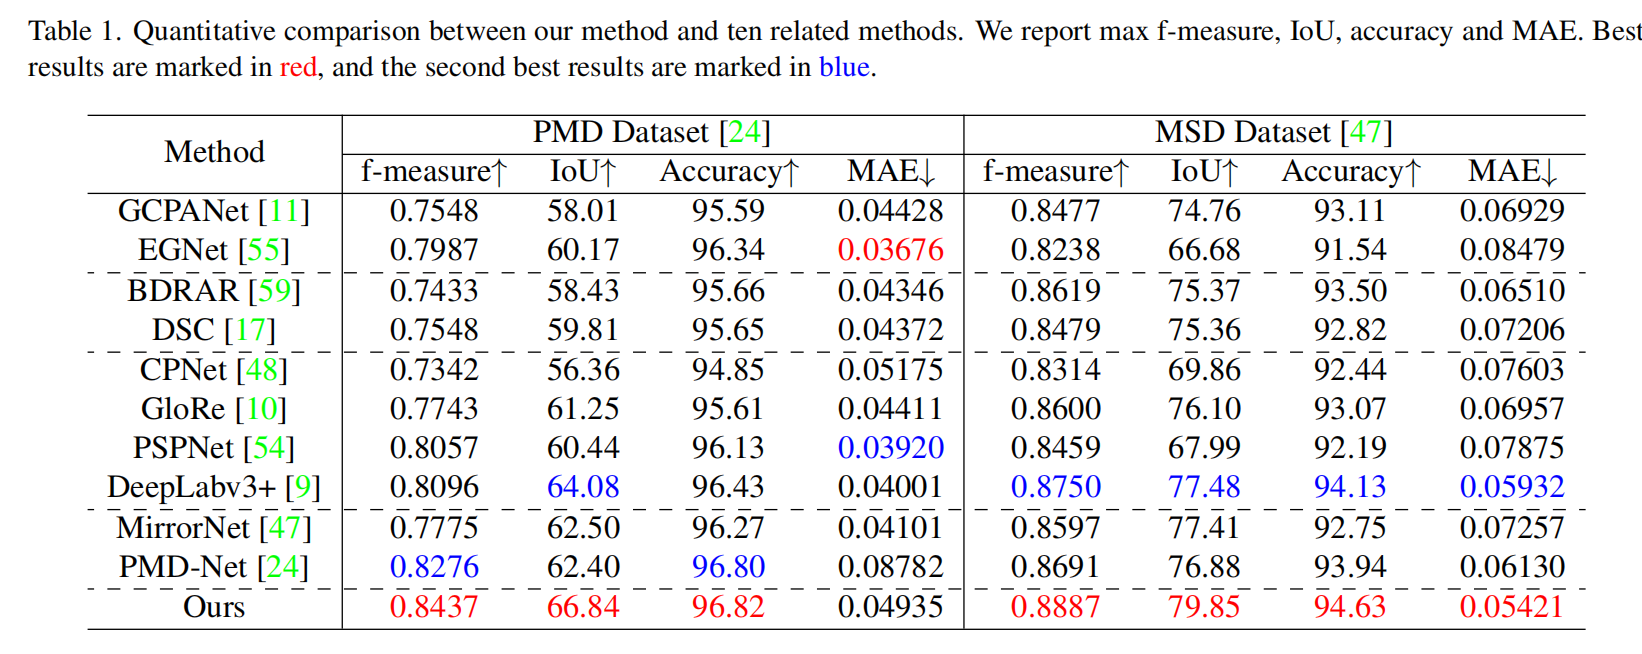 Table 1. Quantitative comparison between our method and ten related methods. We report max f-measure, IoU, accuracy and MAE. Best
results are marked in red, and the second best results are marked in blue.
Method PMD Dataset [24] MSD Dataset [47]
f-measure↑ IoU↑ Accuracy↑ MAE↓ f-measure↑ IoU↑ Accuracy↑ MAE↓
GCPANet [11] 0.7548 58.01 95.59 0.04428 0.8477 74.76 93.11 0.06929
EGNet [55] 0.7987 60.17 96.34 0.03676 0.8238 66.68 91.54 0.08479
BDRAR [59] 0.7433 58.43 95.66 0.04346 0.8619 75.37 93.50 0.06510
DSC [17] 0.7548 59.81 95.65 0.04372 0.8479 75.36 92.82 0.07206
CPNet [48] 0.7342 56.36 94.85 0.05175 0.8314 69.86 92.44 0.07603
GloRe [10] 0.7743 61.25 95.61 0.04411 0.8600 76.10 93.07 0.06957
PSPNet [54] 0.8057 60.44 96.13 0.03920 0.8459 67.99 92.19 0.07875
DeepLabv3+ [9] 0.8096 64.08 96.43 0.04001 0.8750 77.48 94.13 0.05932
MirrorNet [47] 0.7775 62.50 96.27 0.04101 0.8597 77.41 92.75 0.07257
PMD-Net [24] 0.8276 62.40 96.80 0.08782 0.8691 76.88 93.94 0.06130
Ours 0.8437 66.84 96.82 0.04935 0.8887 79.85 94.63 0.05421